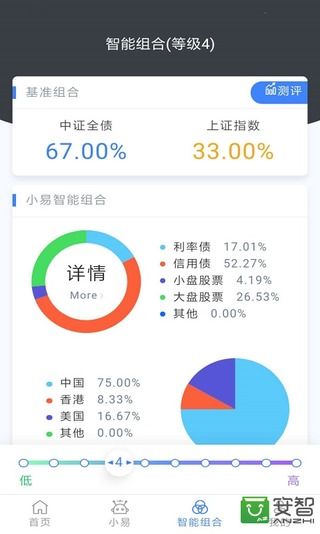 智能组合(等级4)
基准组合
测评
中证全债 上证指数
67.00% 33.00%
小易智能组合
详情
More
利率债 17.01%
信用债 52.27%
小盘股票 4.19%
大盘股票 26.53%
其他 0.00%
中国 75.00%
香港 8.33%
美国 16.67%
其他 0.00%
4
低 高
首页 小易 智能组合 我的
安智
ANZHI